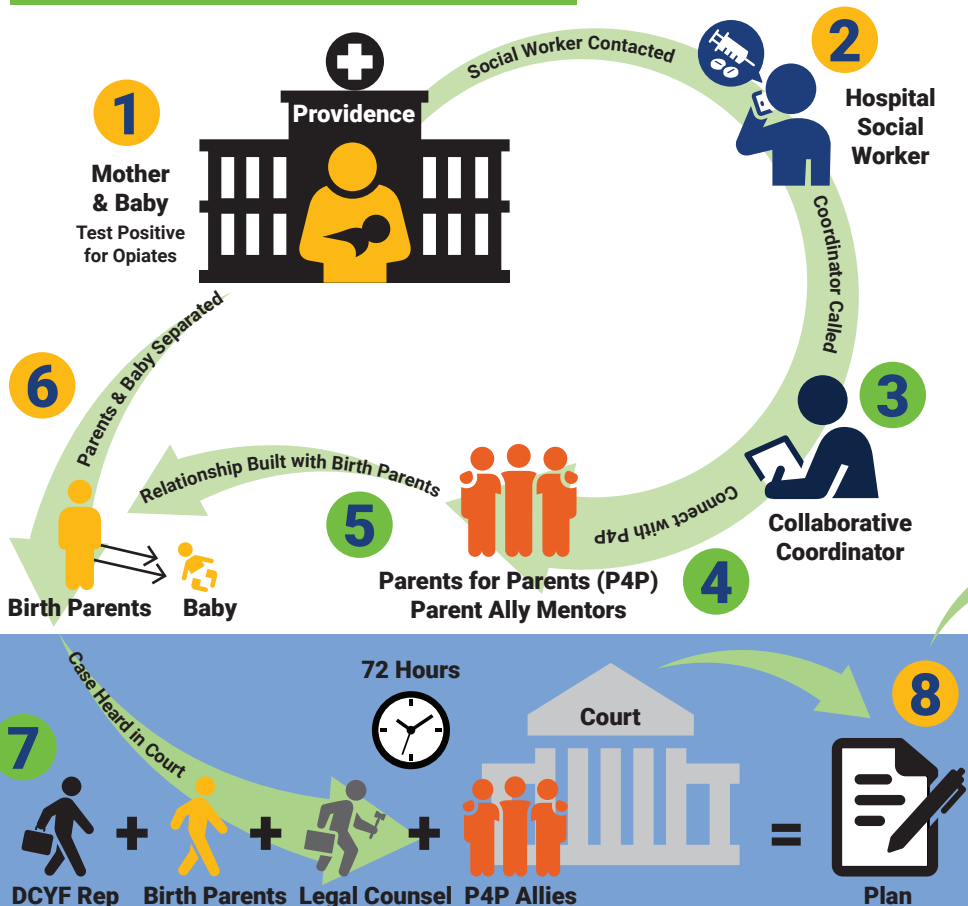 1
Mother
& Baby
Test Positive
for Opiates
Providence
Social Worker Contacted
2
Hospital
Social
Worker
Coordinator Called
3
Collaborative
Coordinator
Connect with P4P
4
Parents for Parents (P4P)
Parent Ally Mentors
5
Relationship Built with Birth Parents
6
Parents & Baby Separated
Birth Parents
Baby
7
Case Heard in Court
72 Hours
Court
8
DCYF Rep
+
Birth Parents
+
Legal Counsel
+
P4P Allies
=
Plan